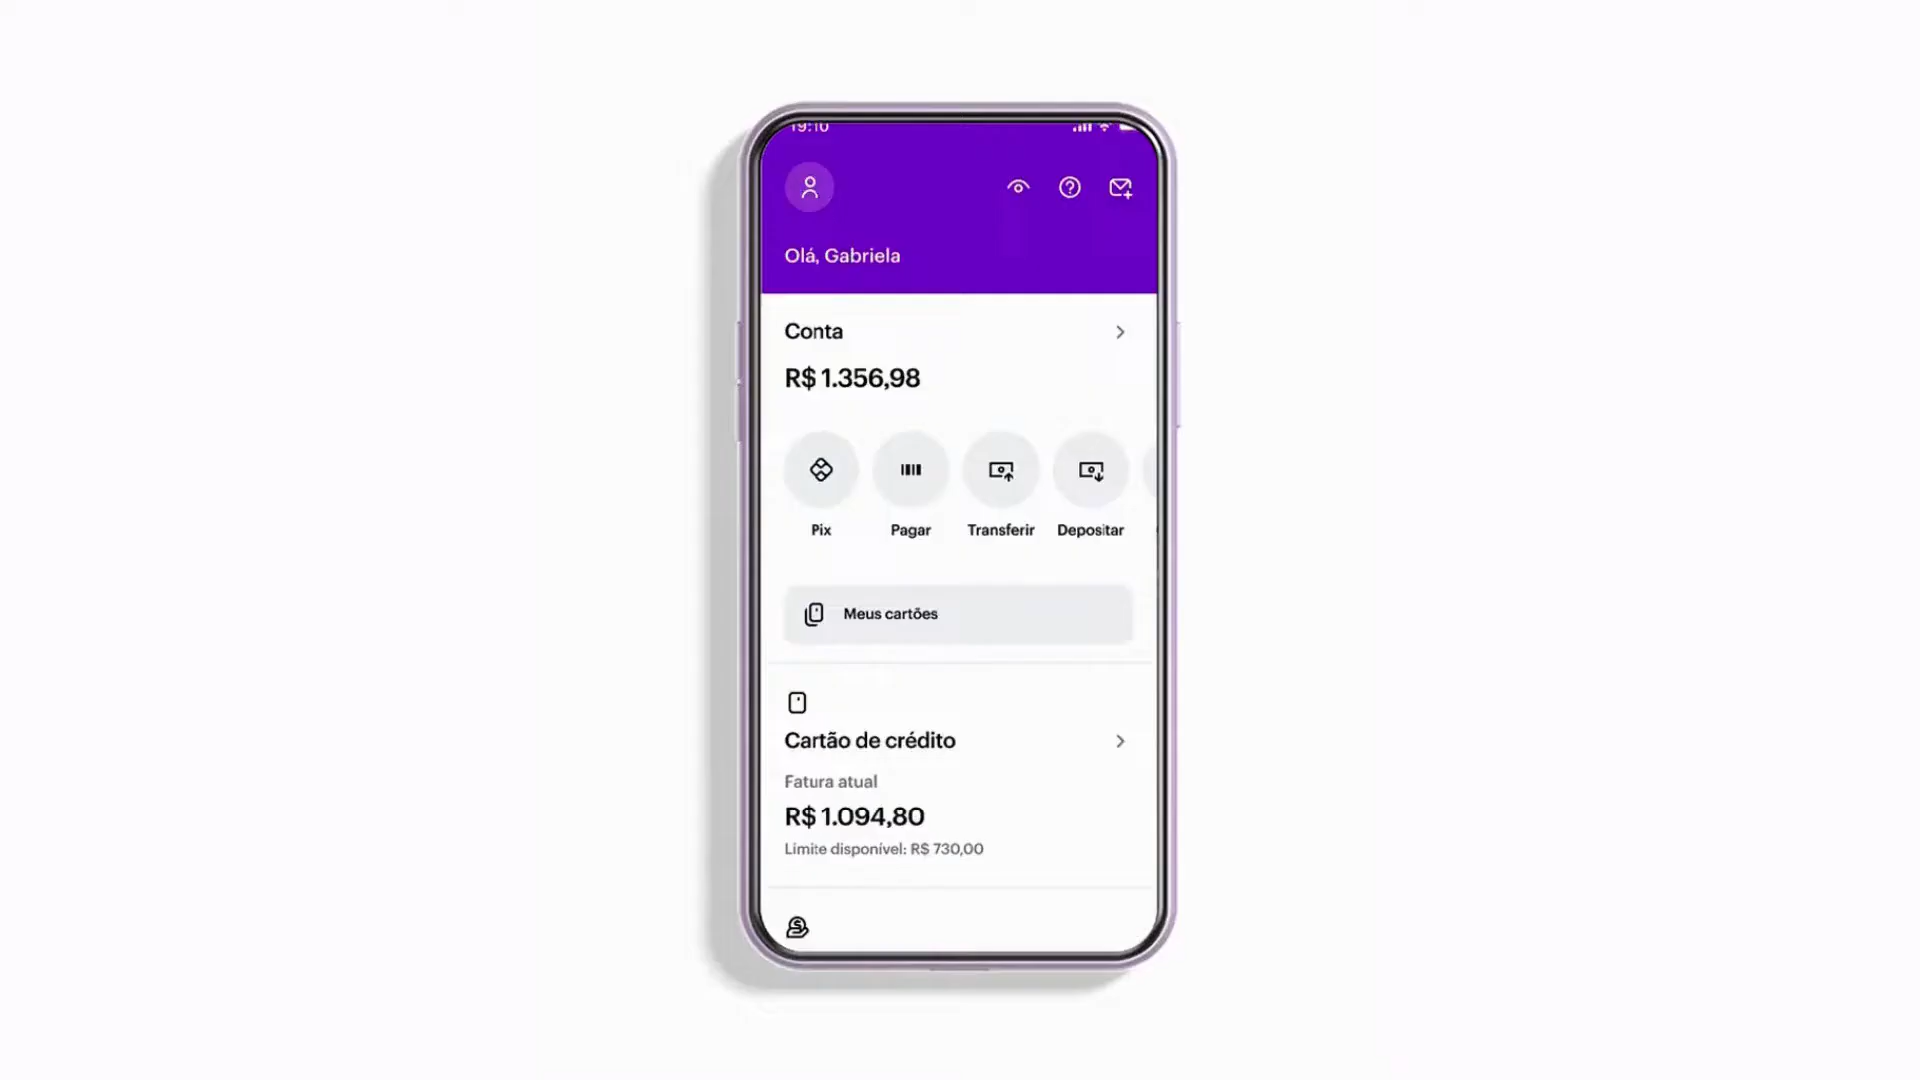 19:10
Olá, Gabriela
Conta
R$ 1.356,98
Pix
Pagar
Transferir
Depositar
Meus cartões
Cartão de crédito
Fatura atual
R$ 1.094,80
Limite disponível: R$ 730,00